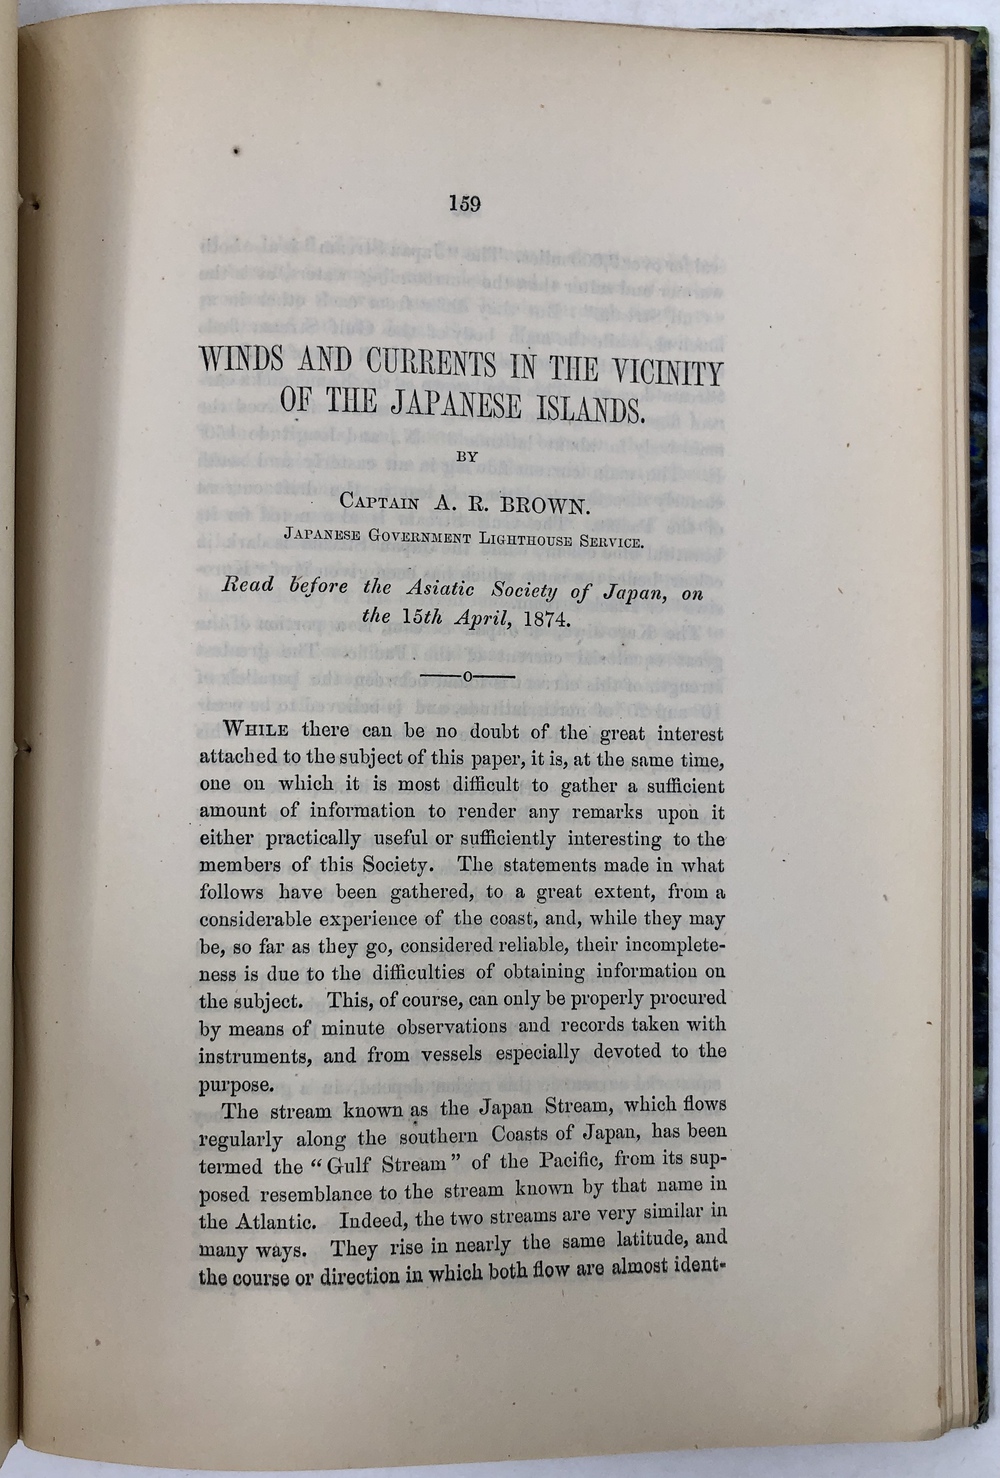 159
WINDS AND CURRENTS IN THE VICINITY
OF THE JAPANESE ISLANDS.
BY
CAPTAIN A. R. BROWN.
JAPANESE GOVERNMENT LIGHTHOUSE SERVICE.
Read before the Asiatic Society of Japan, on
the 15th April, 1874.
WHILE there can be no doubt of the great interest
attached to the subject of this paper, it is, at the same time,
one on which it is most difficult to gather a sufficient
amount of information to render any remarks upon it
either practically useful or sufficiently interesting to the
members of this Society. The statements made in what
follows have been gathered, to a great extent, from a
considerable experience of the coast, and, while they may
be, so far as they go, considered reliable, their incomplete-
ness is due to the difficulties of obtaining information on
the subject. This, of course, can only be properly procured
by means of minute observations and records taken with
instruments, and from vessels especially devoted to the
purpose.
The stream known as the Japan Stream, which flows
regularly along the southern Coasts of Japan, has been
termed the “Gulf Stream” of the Pacific, from its sup-
posed resemblance to the stream known by that name in
the Atlantic. Indeed, the two streams are very similar in
many ways. They rise in nearly the same latitude, and
the course or direction in which both flow are almost ident-